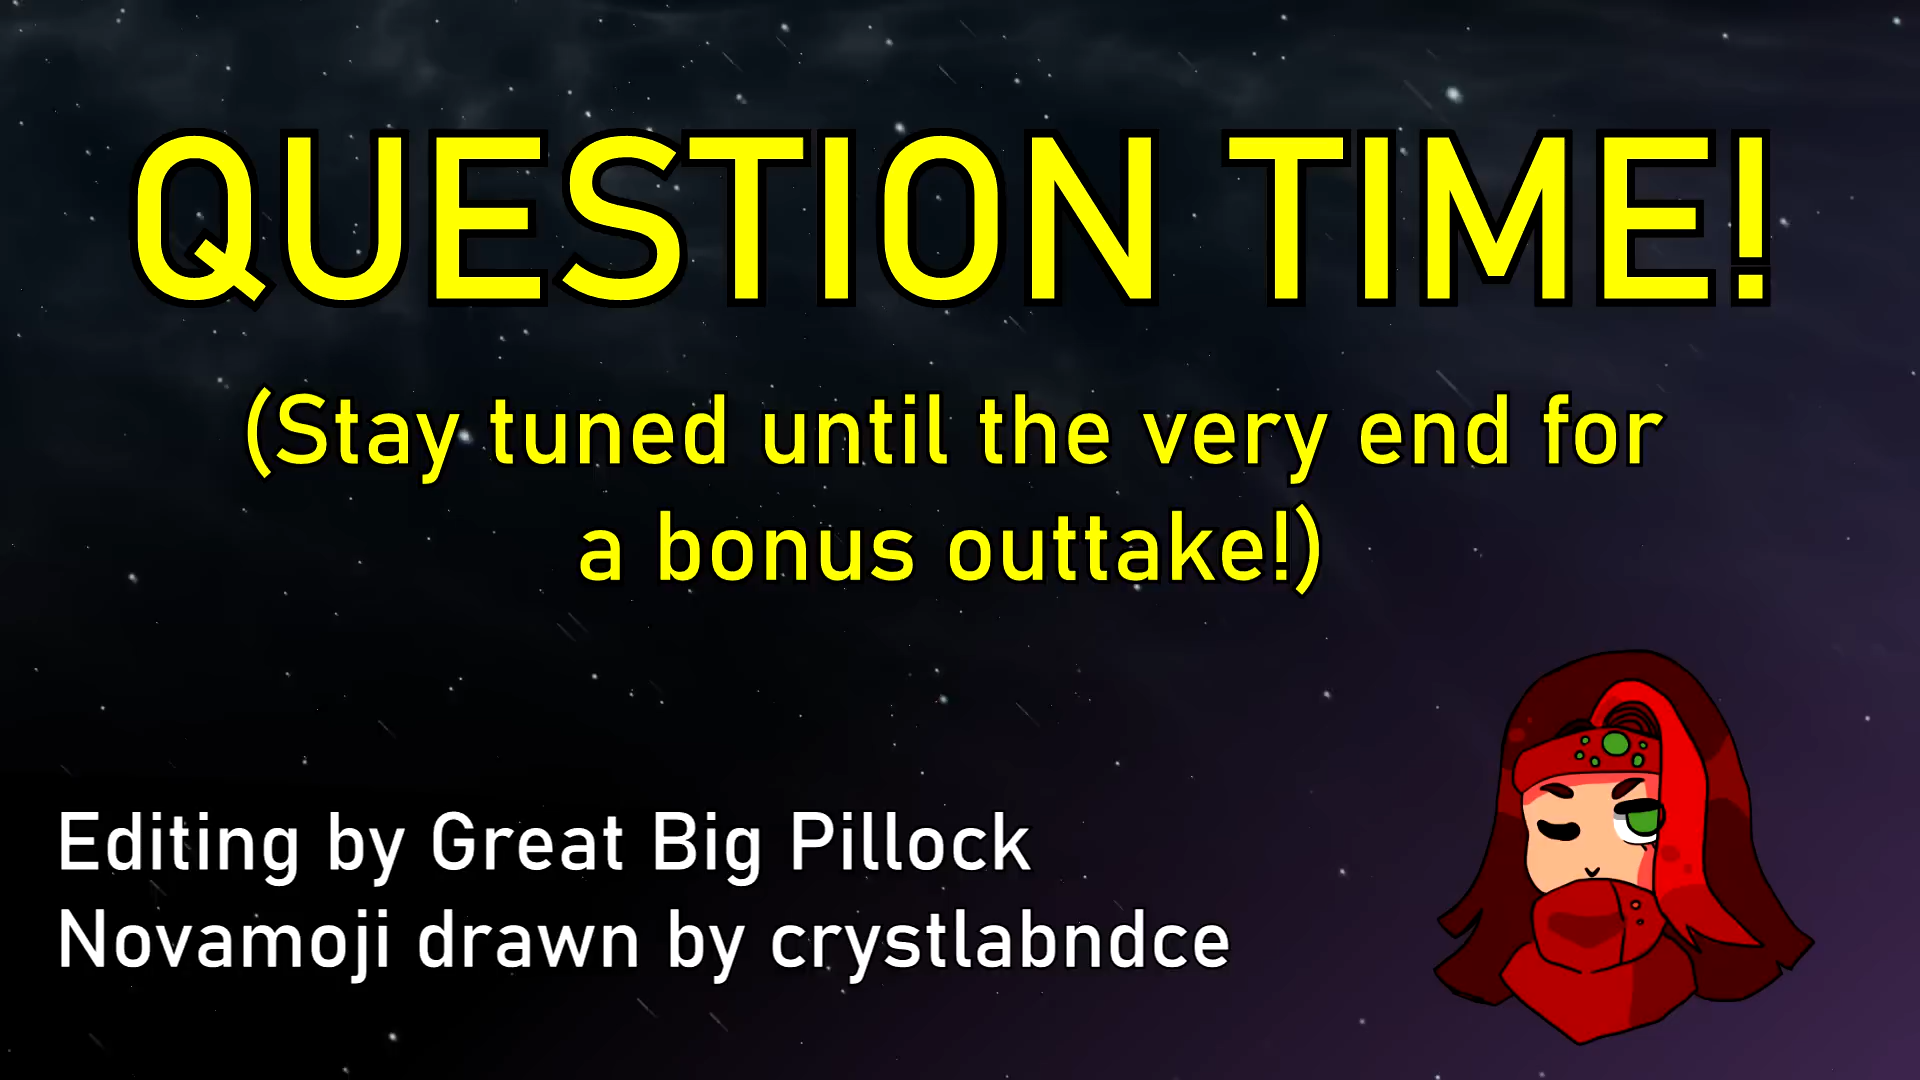 QUESTION TIME!
(Stay tuned until the very end for
a bonus outtake!)
Editing by Great Big Pillock
Novamoji drawn by crystlabndce